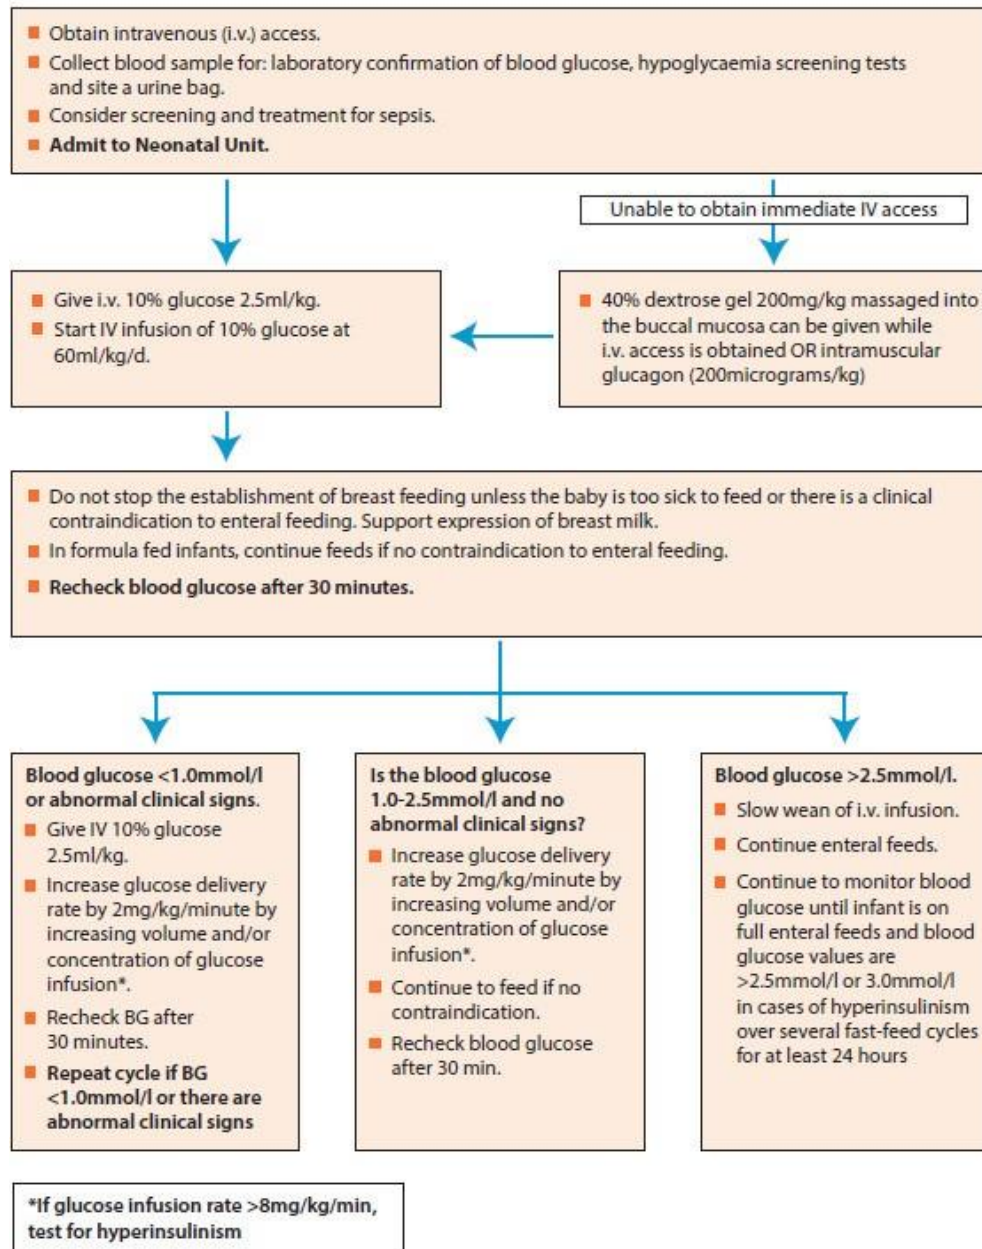 Obtain intravenous (i.v.) access.
Collect blood sample for: laboratory confirmation of blood glucose, hypoglycaemia screening tests
and site a urine bag.
Consider screening and treatment for sepsis.
Admit to Neonatal Unit.
Unable to obtain immediate IV access
Give i.v. 10% glucose 2.5ml/kg.
Start IV infusion of 10% glucose at
60ml/kg/d.
40% dextrose gel 200mg/kg massaged into
the buccal mucosa can be given while
i.v. access is obtained OR intramuscular
glucagon (200micrograms/kg)
Do not stop the establishment of breast feeding unless the baby is too sick to feed or there is a clinical
contraindication to enteral feeding. Support expression of breast milk.
In formula fed infants, continue feeds if no contraindication to enteral feeding.
Recheck blood glucose after 30 minutes.
Blood glucose <1.0mmol/l
or abnormal clinical signs.
Give IV 10% glucose
2.5ml/kg.
Increase glucose delivery
rate by 2mg/kg/minute by
increasing volume and/or
concentration of glucose
infusion*.
Recheck BG after
30 minutes.
Repeat cycle if BG
<1.0mmol/l or there are
abnormal clinical signs
Is the blood glucose
1.0-2.5mmol/l and no
abnormal clinical signs?
Increase glucose delivery
rate by 2mg/kg/minute by
increasing volume and/or
concentration of glucose
infusion*.
Continue to feed if no
contraindication.
Recheck blood glucose
after 30 min.
Blood glucose >2.5mmol/l.
Slow wean of i.v. infusion.
Continue enteral feeds.
Continue to monitor blood
glucose until infant is on
full enteral feeds and blood
glucose values are
>2.5mmol/l or 3.0mmol/l
in cases of hyperinsulinism
over several fast-feed cycles
for at least 24 hours
*If glucose infusion rate >8mg/kg/min,
test for hyperinsulinism